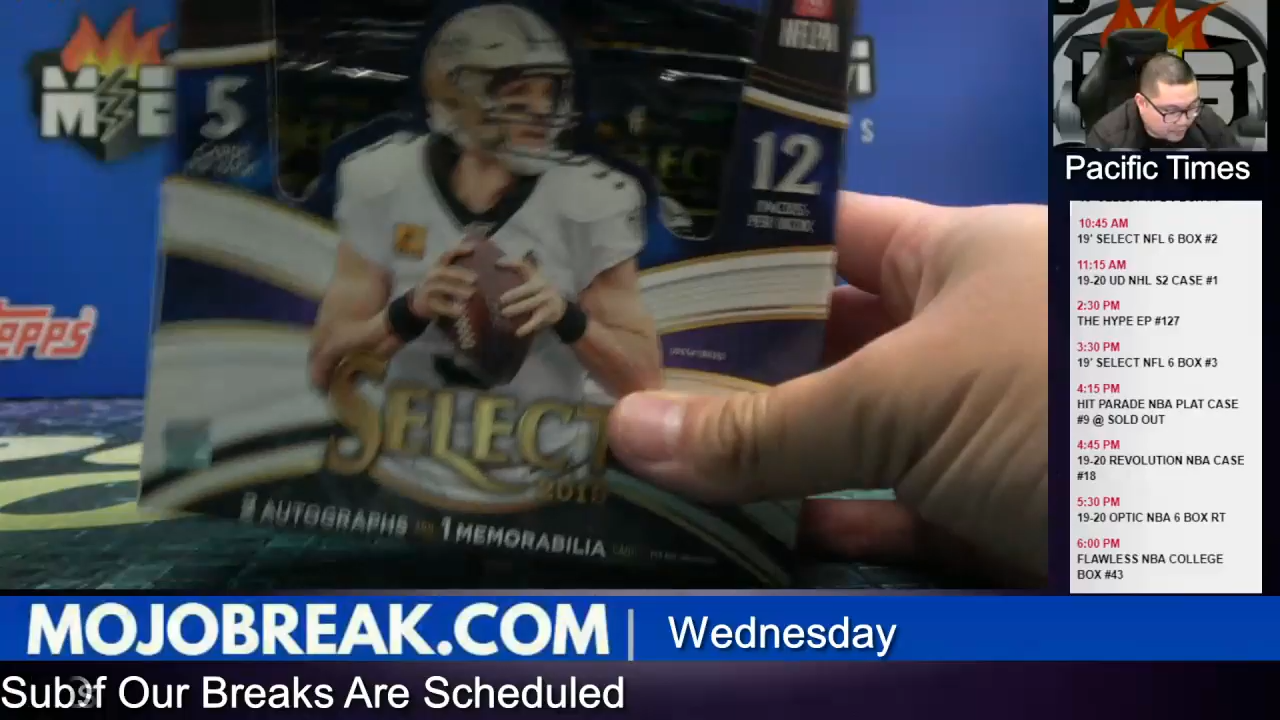 5
12
NFLPA
M E
S
TOPPS
SELECT
AUTOGRAPHS 1 MEMORABILIA
Pacific Times
10:45 AM
19' SELECT NFL 6 BOX #2
11:15 AM
19-20 UD NHL S2 CASE #1
2:30 PM
THE HYPE EP #127
3:30 PM
19' SELECT NFL 6 BOX #3
4:15 PM
HIT PARADE NBA PLAT CASE
#9 @ SOLD OUT
4:45 PM
19-20 REVOLUTION NBA CASE
#18
5:30 PM
19-20 OPTIC NBA 6 BOX RT
6:00 PM
FLAWLESS NBA COLLEGE
BOX #43
MOJOBREAK.COM | Wednesday
Our Breaks Are Scheduled